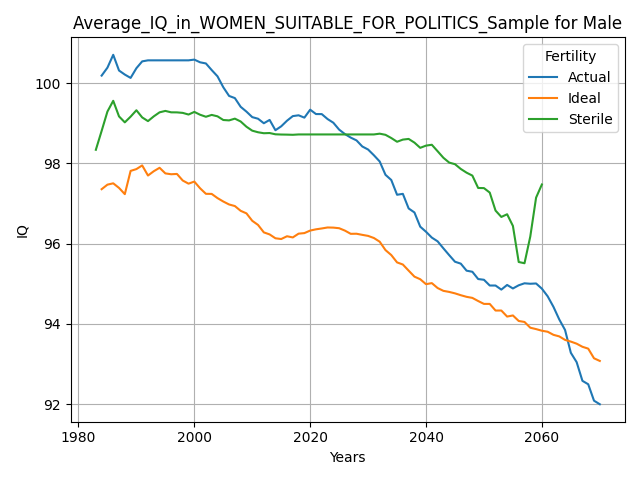 Average_IQ_in_WOMEN_SUITABLE_FOR_POLITICS_Sample for Male
Fertility
Actual
Ideal
Sterile
IQ
100
98
96
94
92
1980
2000
2020
2040
2060
Years